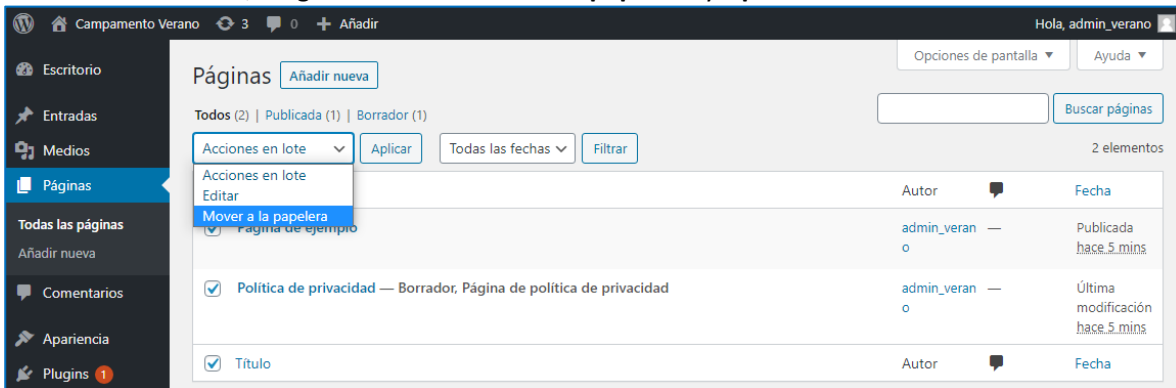 Campamento Verano 3 0 + Añadir Hola, admin_verano
Opciones de pantalla ▼ Ayuda ▼
Escritorio
Entradas
Medios
Páginas
Todas las páginas
Añadir nueva
Comentarios
Apariencia
Plugins 1
Páginas Añadir nueva
Todos (2) | Publicada (1) | Borrador (1)
Buscar páginas
Acciones en lote Aplicar Todas las fechas Filtrar 2 elementos
Acciones en lote
Editar
Mover a la papelera
Autor Fecha
Página de ejemplo admin_veran — Publicada
o hace 5 mins
Política de privacidad — Borrador, Página de política de privacidad admin_veran — Última
o modificación
hace 5 mins
Título Autor Fecha